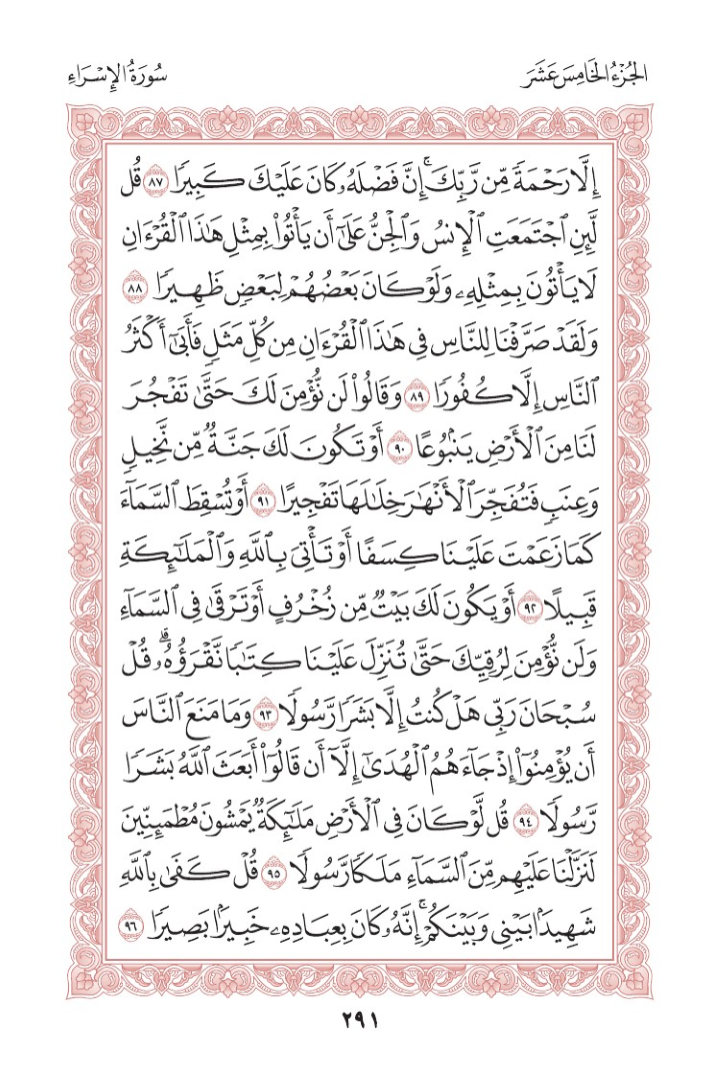 الجُزْءُ الخَامِسَ عَشَرَ
سُورَةُ الإِسْرَاءِ
إِلَّا رَحْمَةً مِّن رَّبِّكَۚ إِنَّ فَضْلَهُۥ كَانَ عَلَيْكَ كَبِيرًا ٨٧ قُل
لَّئِنِ ٱجْتَمَعَتِ ٱلْإِنسُ وَٱلْجِنُّ عَلَىٰٓ أَن يَأْتُوا۟ بِمِثْلِ هَٰذَا ٱلْقُرْءَانِ
لَا يَأْتُونَ بِمِثْلِهِۦ وَلَوْ كَانَ بَعْضُهُمْ لِبَعْضٍ ظَهِيرًا ٨٨
وَلَقَدْ صَرَّفْنَا لِلنَّاسِ فِى هَٰذَا ٱلْقُرْءَانِ مِن كُلِّ مَثَلٍ فَأَبَىٰٓ أَكْثَرُ
ٱلنَّاسِ إِلَّا كُفُورًا ٨٩ وَقَالُوا۟ لَن نُّؤْمِنَ لَكَ حَتَّىٰ تَفْجُرَ
لَنَا مِنَ ٱلْأَرْضِ يَنۢبُوعًا ٩٠ أَوْ تَكُونَ لَكَ جَنَّةٌ مِّن نَّخِيلٍ
وَعِنَبٍ فَتُفَجِّرَ ٱلْأَنْهَٰرَ خِلَٰلَهَا تَفْجِيرًا ٩١ أَوْ تُسْقِطَ ٱلسَّمَآءَ
كَمَا زَعَمْتَ عَلَيْنَا كِسَفًا أَوْ تَأْتِىَ بِٱللَّهِ وَٱلْمَلَٰٓئِكَةِ
قَبِيلًا ٩٢ أَوْ يَكُونَ لَكَ بَيْتٌ مِّن زُخْرُفٍ أَوْ تَرْقَىٰ فِى ٱلسَّمَآءِ
وَلَن نُّؤْمِنَ لِرُقِيِّكَ حَتَّىٰ تُنَزِّلَ عَلَيْنَا كِتَٰبًا نَّقْرَؤُهُۥۗ قُلْ
سُبْحَانَ رَبِّى هَلْ كُنتُ إِلَّا بَشَرًا رَّسُولًا ٩٣ وَمَا مَنَعَ ٱلنَّاسَ
أَن يُؤْمِنُوٓا۟ إِذْ جَآءَهُمُ ٱلْهُدَىٰٓ إِلَّآ أَن قَالُوٓا۟ أَبَعَثَ ٱللَّهُ بَشَرًا
رَّسُولًا ٩٤ قُل لَّوْ كَانَ فِى ٱلْأَرْضِ مَلَٰٓئِكَةٌ يَمْشُونَ مُطْمَئِنِّينَ
لَنَزَّلْنَا عَلَيْهِم مِّنَ ٱلسَّمَآءِ مَلَكًا رَّسُولًا ٩٥ قُلْ كَفَىٰ بِٱللَّهِ
شَهِيدًۢا بَيْنِى وَبَيْنَكُمْۚ إِنَّهُۥ كَانَ بِعِبَادِهِۦ خَبِيرًۢا بَصِيرًا ٩٦
٢٩١